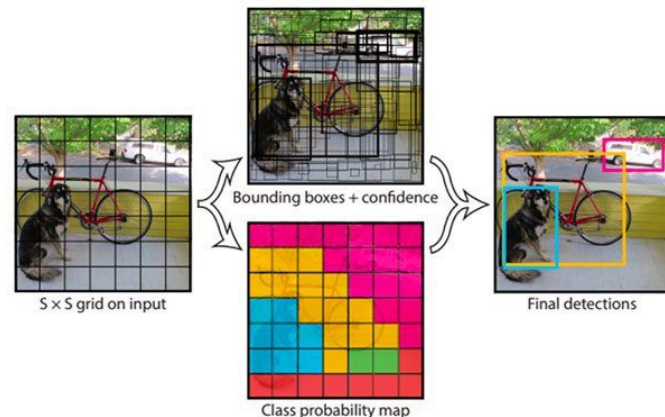 Bounding boxes + confidence
S × S grid on input
Final detections
Class probability map